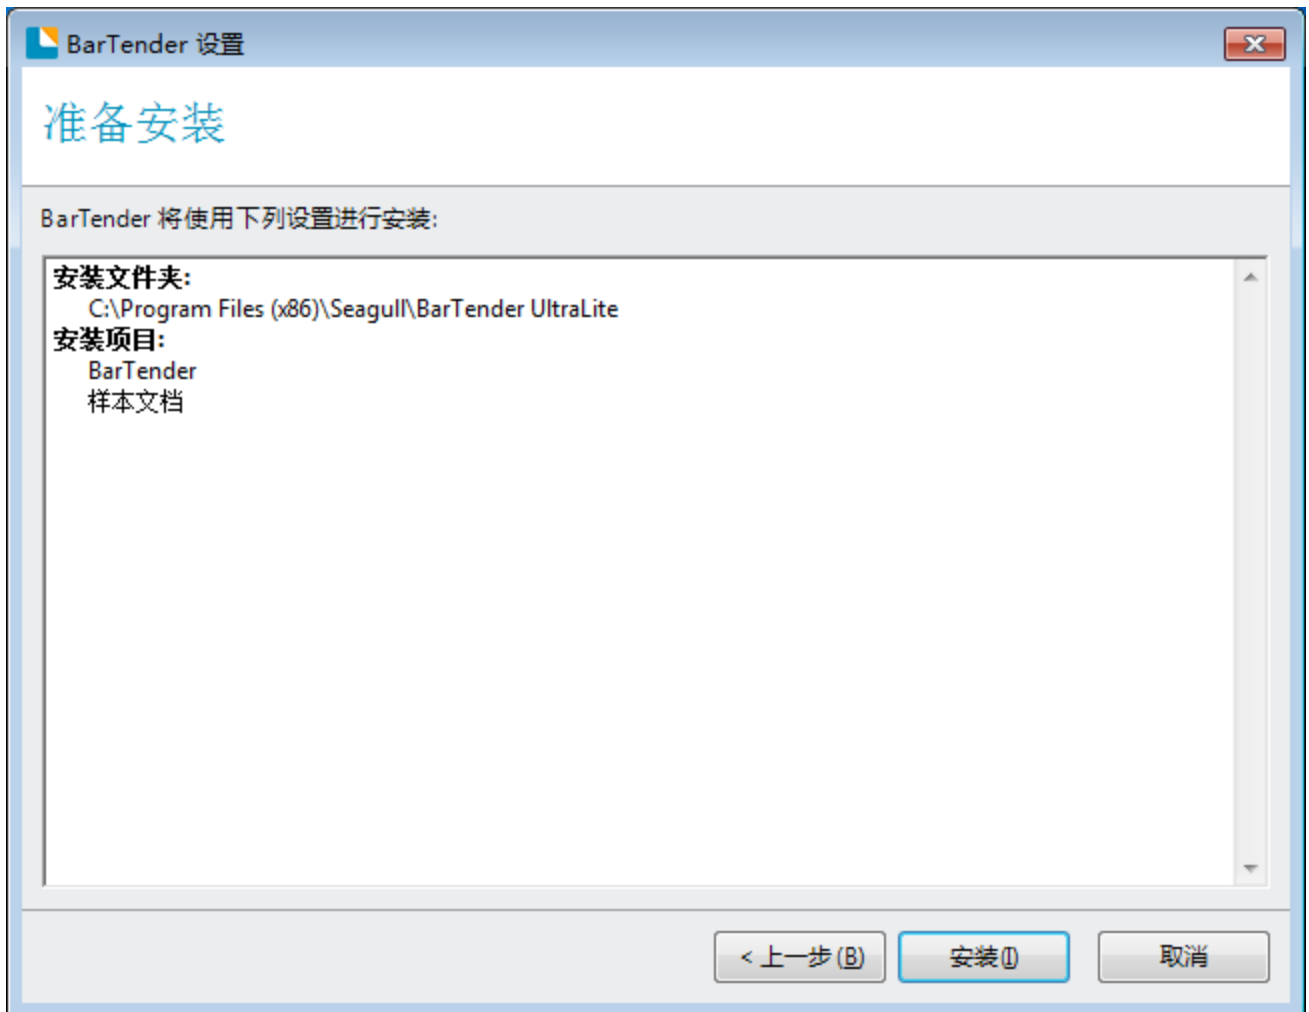 BarTender 设置
准备安装
BarTender 将使用下列设置进行安装:
安装文件夹:
C:\Program Files (x86)\Seagull\BarTender UltraLite
安装项目:
BarTender
样本文档
< 上一步(B)
安装(I)
取消